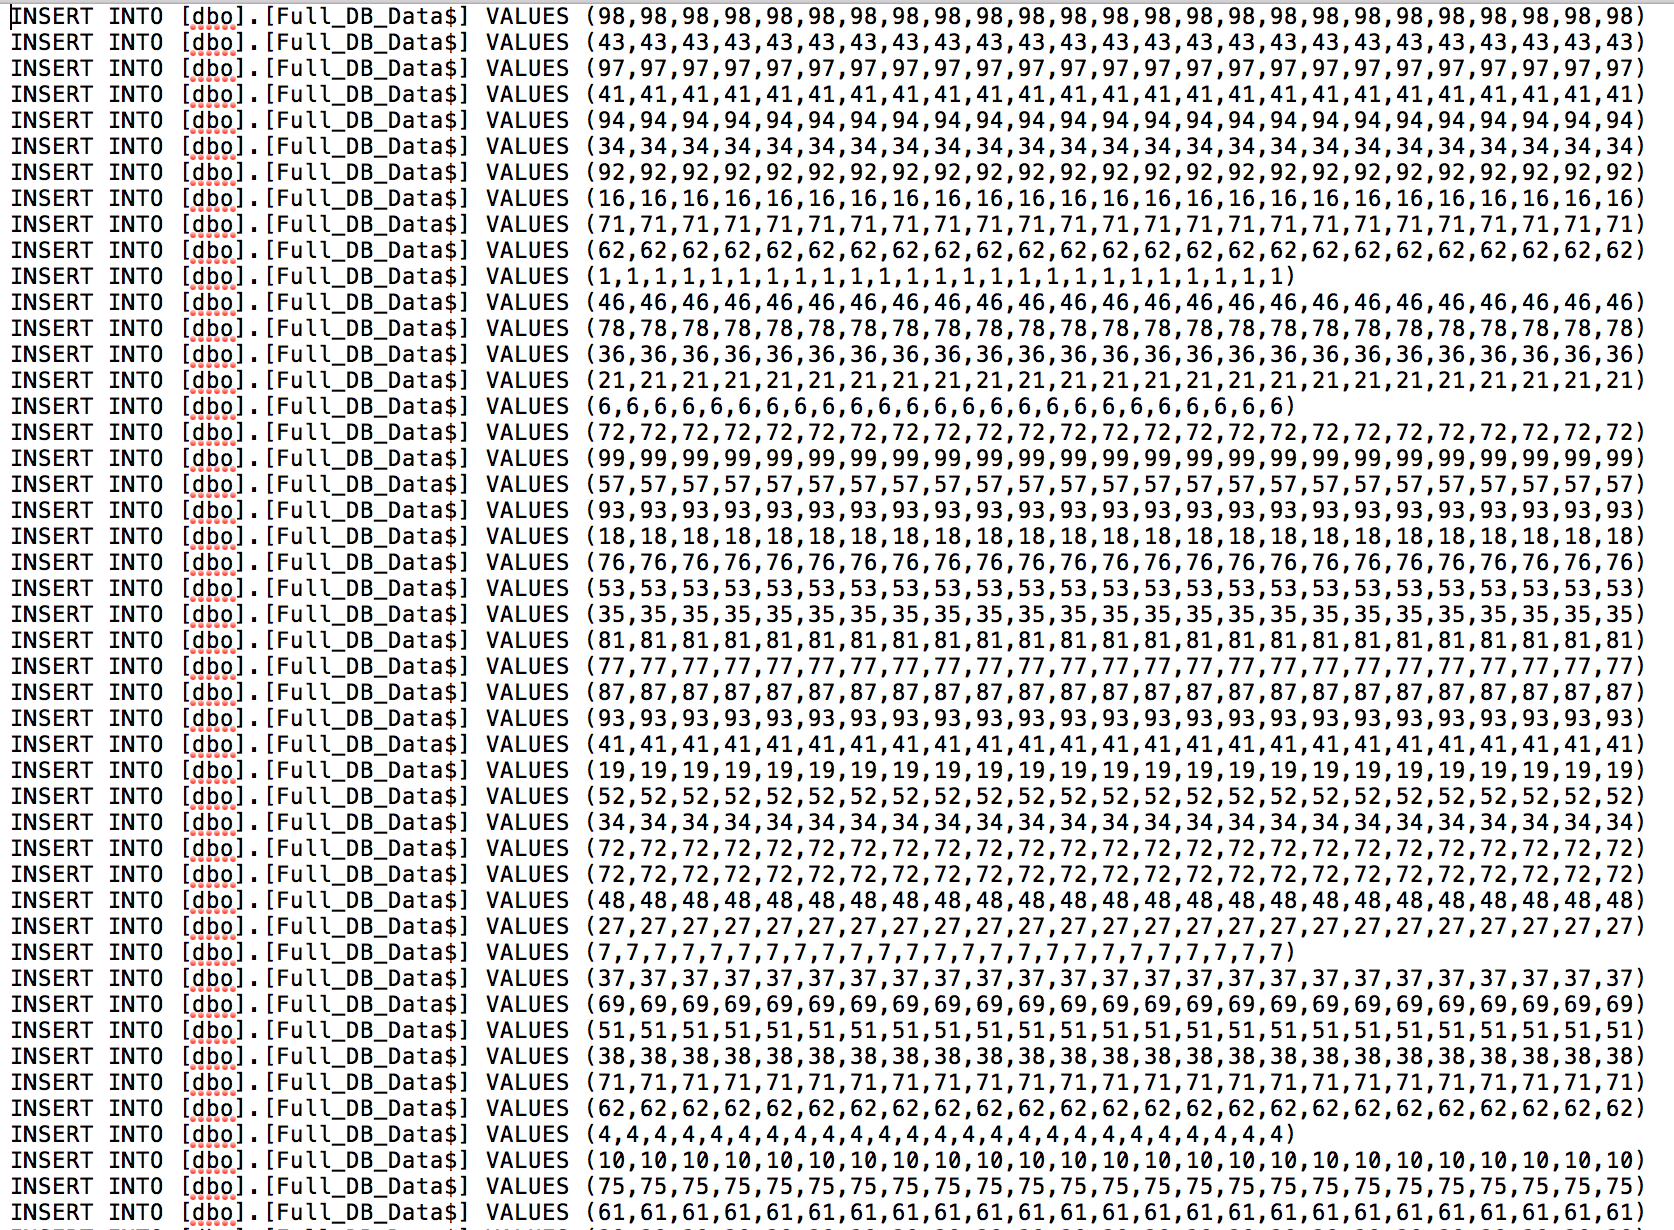 INSERT INTO [dbo].[Full_DB_Data$] VALUES (98,98,98,98,98,98,98,98,98,98,98,98,98,98,98,98,98,98,98,98,98,98,98,98,98)
INSERT INTO [dbo].[Full_DB_Data$] VALUES (43,43,43,43,43,43,43,43,43,43,43,43,43,43,43,43,43,43,43,43,43,43,43,43,43)
INSERT INTO [dbo].[Full_DB_Data$] VALUES (97,97,97,97,97,97,97,97,97,97,97,97,97,97,97,97,97,97,97,97,97,97,97,97,97)
INSERT INTO [dbo].[Full_DB_Data$] VALUES (41,41,41,41,41,41,41,41,41,41,41,41,41,41,41,41,41,41,41,41,41,41,41,41,41)
INSERT INTO [dbo].[Full_DB_Data$] VALUES (94,94,94,94,94,94,94,94,94,94,94,94,94,94,94,94,94,94,94,94,94,94,94,94,94)
INSERT INTO [dbo].[Full_DB_Data$] VALUES (34,34,34,34,34,34,34,34,34,34,34,34,34,34,34,34,34,34,34,34,34,34,34,34,34)
INSERT INTO [dbo].[Full_DB_Data$] VALUES (92,92,92,92,92,92,92,92,92,92,92,92,92,92,92,92,92,92,92,92,92,92,92,92,92)
INSERT INTO [dbo].[Full_DB_Data$] VALUES (16,16,16,16,16,16,16,16,16,16,16,16,16,16,16,16,16,16,16,16,16,16,16,16,16)
INSERT INTO [dbo].[Full_DB_Data$] VALUES (71,71,71,71,71,71,71,71,71,71,71,71,71,71,71,71,71,71,71,71,71,71,71,71,71)
INSERT INTO [dbo].[Full_DB_Data$] VALUES (62,62,62,62,62,62,62,62,62,62,62,62,62,62,62,62,62,62,62,62,62,62,62,62,62)
INSERT INTO [dbo].[Full_DB_Data$] VALUES (1,1,1,1,1,1,1,1,1,1,1,1,1,1,1,1,1,1,1,1,1,1,1,1,1)
INSERT INTO [dbo].[Full_DB_Data$] VALUES (46,46,46,46,46,46,46,46,46,46,46,46,46,46,46,46,46,46,46,46,46,46,46,46,46)
INSERT INTO [dbo].[Full_DB_Data$] VALUES (78,78,78,78,78,78,78,78,78,78,78,78,78,78,78,78,78,78,78,78,78,78,78,78,78)
INSERT INTO [dbo].[Full_DB_Data$] VALUES (36,36,36,36,36,36,36,36,36,36,36,36,36,36,36,36,36,36,36,36,36,36,36,36,36)
INSERT INTO [dbo].[Full_DB_Data$] VALUES (21,21,21,21,21,21,21,21,21,21,21,21,21,21,21,21,21,21,21,21,21,21,21,21,21)
INSERT INTO [dbo].[Full_DB_Data$] VALUES (6,6,6,6,6,6,6,6,6,6,6,6,6,6,6,6,6,6,6,6,6,6,6,6,6)
INSERT INTO [dbo].[Full_DB_Data$] VALUES (72,72,72,72,72,72,72,72,72,72,72,72,72,72,72,72,72,72,72,72,72,72,72,72,72)
INSERT INTO [dbo].[Full_DB_Data$] VALUES (99,99,99,99,99,99,99,99,99,99,99,99,99,99,99,99,99,99,99,99,99,99,99,99,99)
INSERT INTO [dbo].[Full_DB_Data$] VALUES (57,57,57,57,57,57,57,57,57,57,57,57,57,57,57,57,57,57,57,57,57,57,57,57,57)
INSERT INTO [dbo].[Full_DB_Data$] VALUES (93,93,93,93,93,93,93,93,93,93,93,93,93,93,93,93,93,93,93,93,93,93,93,93,93)
INSERT INTO [dbo].[Full_DB_Data$] VALUES (18,18,18,18,18,18,18,18,18,18,18,18,18,18,18,18,18,18,18,18,18,18,18,18,18)
INSERT INTO [dbo].[Full_DB_Data$] VALUES (76,76,76,76,76,76,76,76,76,76,76,76,76,76,76,76,76,76,76,76,76,76,76,76,76)
INSERT INTO [dbo].[Full_DB_Data$] VALUES (53,53,53,53,53,53,53,53,53,53,53,53,53,53,53,53,53,53,53,53,53,53,53,53,53)
INSERT INTO [dbo].[Full_DB_Data$] VALUES (35,35,35,35,35,35,35,35,35,35,35,35,35,35,35,35,35,35,35,35,35,35,35,35,35)
INSERT INTO [dbo].[Full_DB_Data$] VALUES (81,81,81,81,81,81,81,81,81,81,81,81,81,81,81,81,81,81,81,81,81,81,81,81,81)
INSERT INTO [dbo].[Full_DB_Data$] VALUES (77,77,77,77,77,77,77,77,77,77,77,77,77,77,77,77,77,77,77,77,77,77,77,77,77)
INSERT INTO [dbo].[Full_DB_Data$] VALUES (87,87,87,87,87,87,87,87,87,87,87,87,87,87,87,87,87,87,87,87,87,87,87,87,87)
INSERT INTO [dbo].[Full_DB_Data$] VALUES (93,93,93,93,93,93,93,93,93,93,93,93,93,93,93,93,93,93,93,93,93,93,93,93,93)
INSERT INTO [dbo].[Full_DB_Data$] VALUES (41,41,41,41,41,41,41,41,41,41,41,41,41,41,41,41,41,41,41,41,41,41,41,41,41)
INSERT INTO [dbo].[Full_DB_Data$] VALUES (19,19,19,19,19,19,19,19,19,19,19,19,19,19,19,19,19,19,19,19,19,19,19,19,19)
INSERT INTO [dbo].[Full_DB_Data$] VALUES (52,52,52,52,52,52,52,52,52,52,52,52,52,52,52,52,52,52,52,52,52,52,52,52,52)
INSERT INTO [dbo].[Full_DB_Data$] VALUES (34,34,34,34,34,34,34,34,34,34,34,34,34,34,34,34,34,34,34,34,34,34,34,34,34)
INSERT INTO [dbo].[Full_DB_Data$] VALUES (72,72,72,72,72,72,72,72,72,72,72,72,72,72,72,72,72,72,72,72,72,72,72,72,72)
INSERT INTO [dbo].[Full_DB_Data$] VALUES (72,72,72,72,72,72,72,72,72,72,72,72,72,72,72,72,72,72,72,72,72,72,72,72,72)
INSERT INTO [dbo].[Full_DB_Data$] VALUES (48,48,48,48,48,48,48,48,48,48,48,48,48,48,48,48,48,48,48,48,48,48,48,48,48)
INSERT INTO [dbo].[Full_DB_Data$] VALUES (27,27,27,27,27,27,27,27,27,27,27,27,27,27,27,27,27,27,27,27,27,27,27,27,27)
INSERT INTO [dbo].[Full_DB_Data$] VALUES (7,7,7,7,7,7,7,7,7,7,7,7,7,7,7,7,7,7,7,7,7,7,7,7,7)
INSERT INTO [dbo].[Full_DB_Data$] VALUES (37,37,37,37,37,37,37,37,37,37,37,37,37,37,37,37,37,37,37,37,37,37,37,37,37)
INSERT INTO [dbo].[Full_DB_Data$] VALUES (69,69,69,69,69,69,69,69,69,69,69,69,69,69,69,69,69,69,69,69,69,69,69,69,69)
INSERT INTO [dbo].[Full_DB_Data$] VALUES (51,51,51,51,51,51,51,51,51,51,51,51,51,51,51,51,51,51,51,51,51,51,51,51,51)
INSERT INTO [dbo].[Full_DB_Data$] VALUES (38,38,38,38,38,38,38,38,38,38,38,38,38,38,38,38,38,38,38,38,38,38,38,38,38)
INSERT INTO [dbo].[Full_DB_Data$] VALUES (71,71,71,71,71,71,71,71,71,71,71,71,71,71,71,71,71,71,71,71,71,71,71,71,71)
INSERT INTO [dbo].[Full_DB_Data$] VALUES (62,62,62,62,62,62,62,62,62,62,62,62,62,62,62,62,62,62,62,62,62,62,62,62,62)
INSERT INTO [dbo].[Full_DB_Data$] VALUES (4,4,4,4,4,4,4,4,4,4,4,4,4,4,4,4,4,4,4,4,4,4,4,4,4)
INSERT INTO [dbo].[Full_DB_Data$] VALUES (10,10,10,10,10,10,10,10,10,10,10,10,10,10,10,10,10,10,10,10,10,10,10,10,10)
INSERT INTO [dbo].[Full_DB_Data$] VALUES (75,75,75,75,75,75,75,75,75,75,75,75,75,75,75,75,75,75,75,75,75,75,75,75,75)
INSERT INTO [dbo].[Full_DB_Data$] VALUES (61,61,61,61,61,61,61,61,61,61,61,61,61,61,61,61,61,61,61,61,61,61,61,61,61)